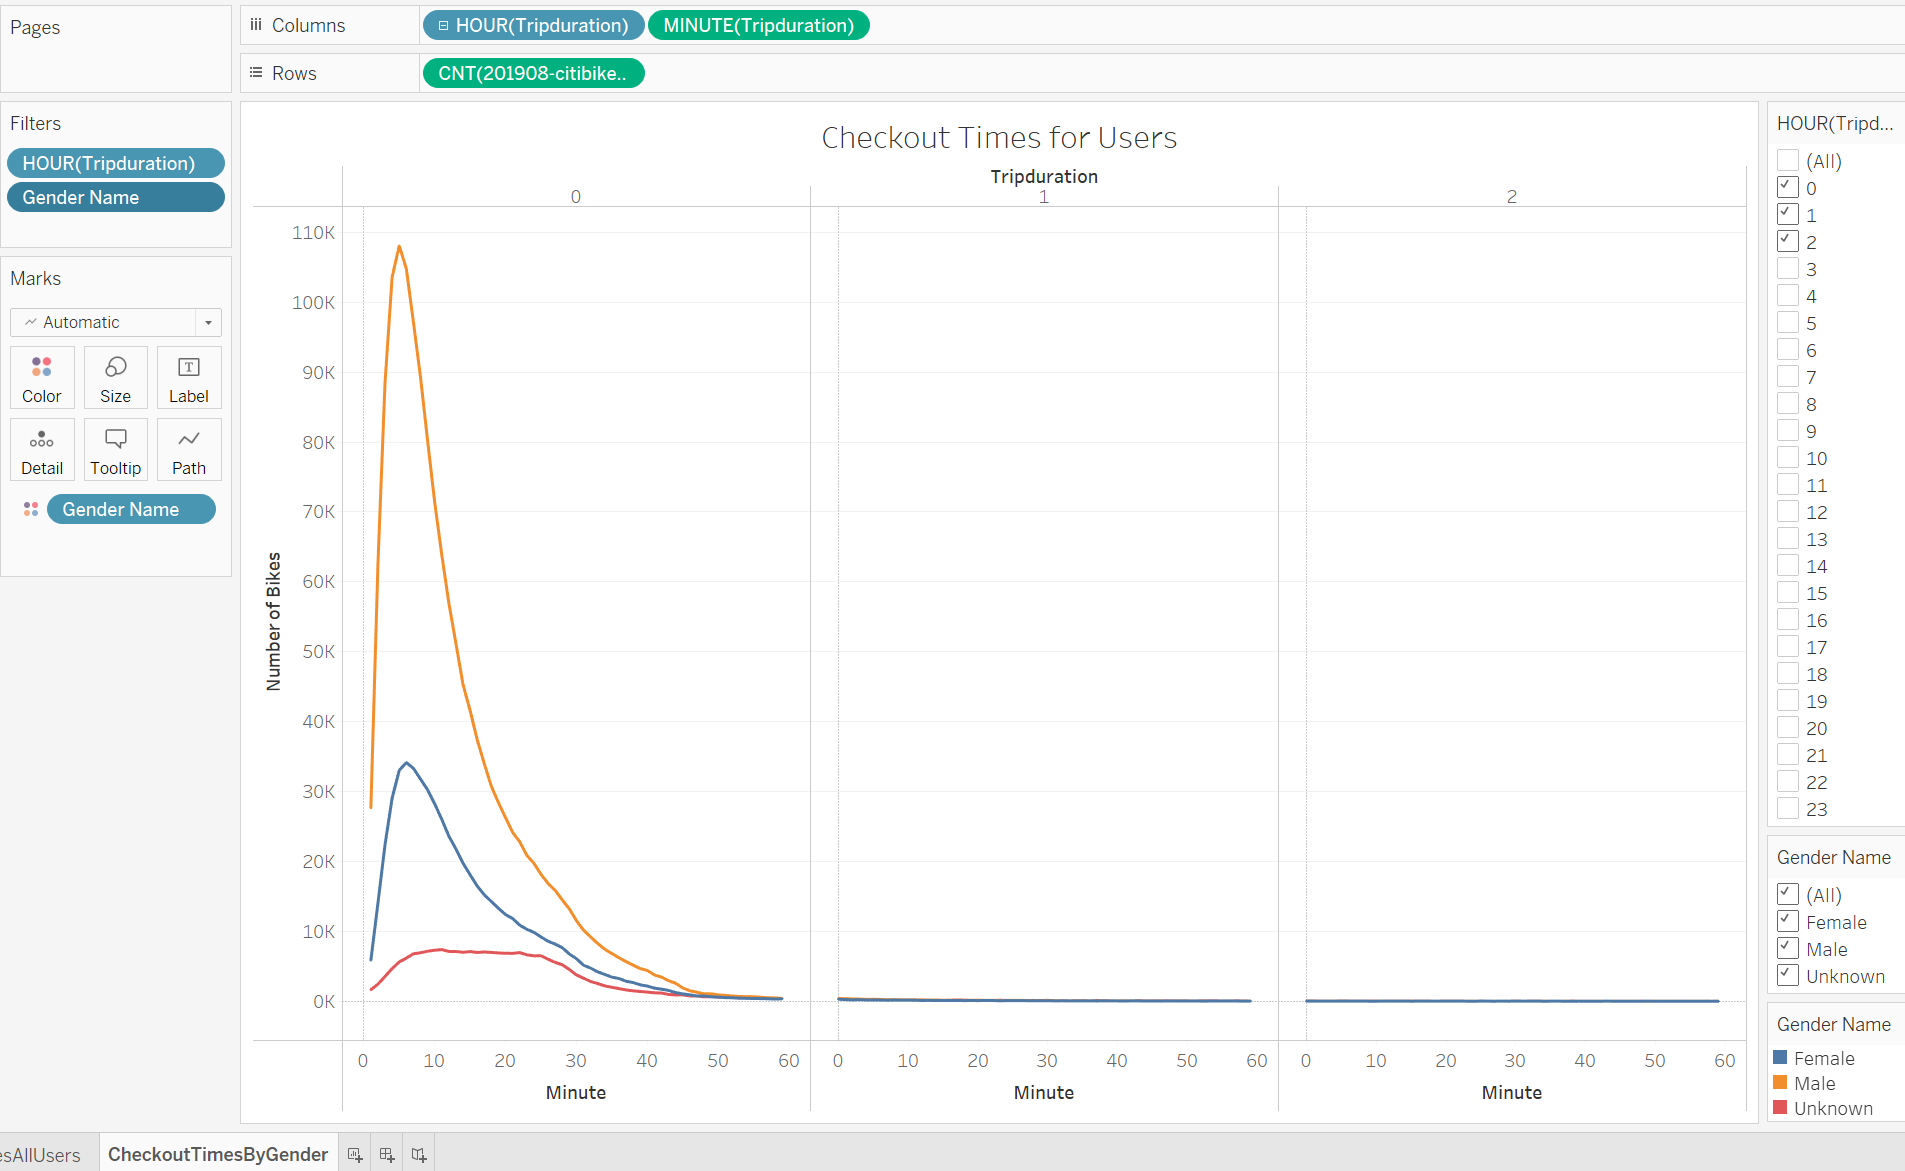 Pages
Columns
HOUR(Tripduration)
MINUTE(Tripduration)
Rows
CNT(201908-citibike..
Filters
HOUR(Tripduration)
Gender Name
Marks
Automatic
Color
Size
Label
Detail
Tooltip
Path
Gender Name
Checkout Times for Users
Tripduration
0 1 2
Number of Bikes
110K
100K
90K
80K
70K
60K
50K
40K
30K
20K
10K
0K
0 10 20 30 40 50 60 0 10 20 30 40 50 60 0 10 20 30 40 50 60
Minute Minute Minute
HOUR(Tripd...
(All)
0
1
2
3
4
5
6
7
8
9
10
11
12
13
14
15
16
17
18
19
20
21
22
23
Gender Name
(All)
Female
Male
Unknown
Gender Name
Female
Male
Unknown
esAllUsers
CheckoutTimesByGender